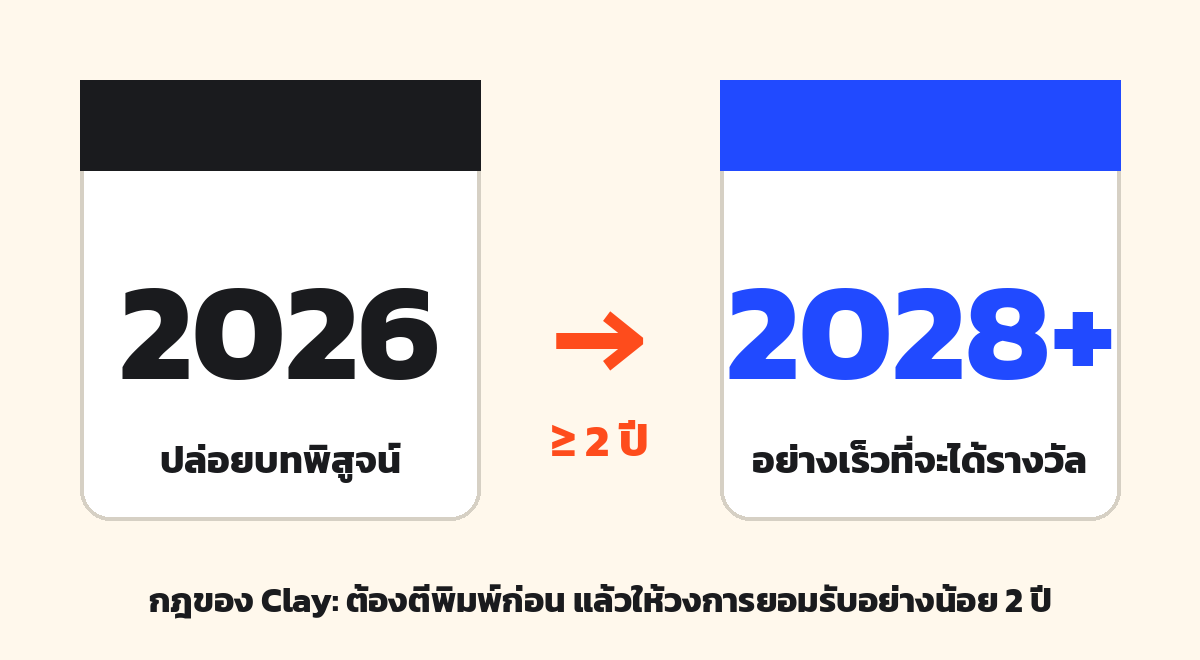 2026
ปล่อยบทพิสูจน์
→
≥ 2 ปี
2028+
อย่างเร็วที่จะได้รางวัล
กฎของ Clay: ต้องตีพิมพ์ก่อน แล้วให้วงการยอมรับอย่างน้อย 2 ปี